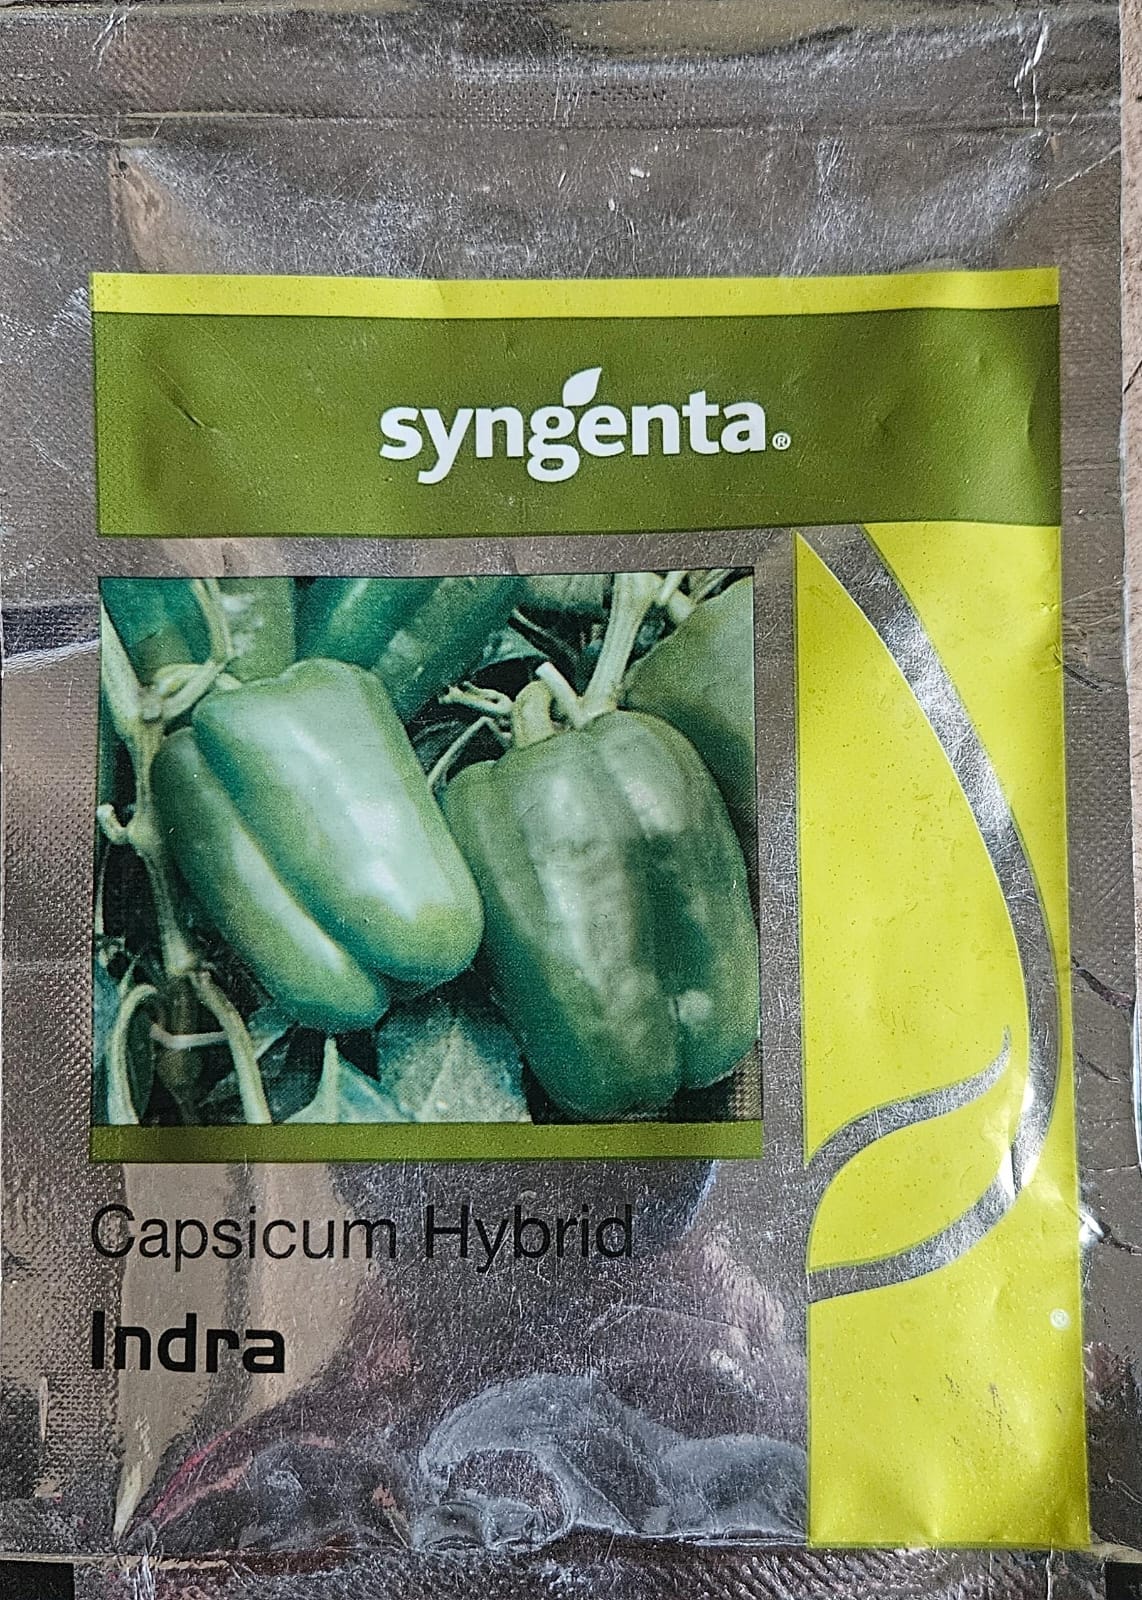 syngenta®
Capsicum Hybrid
Indra
®